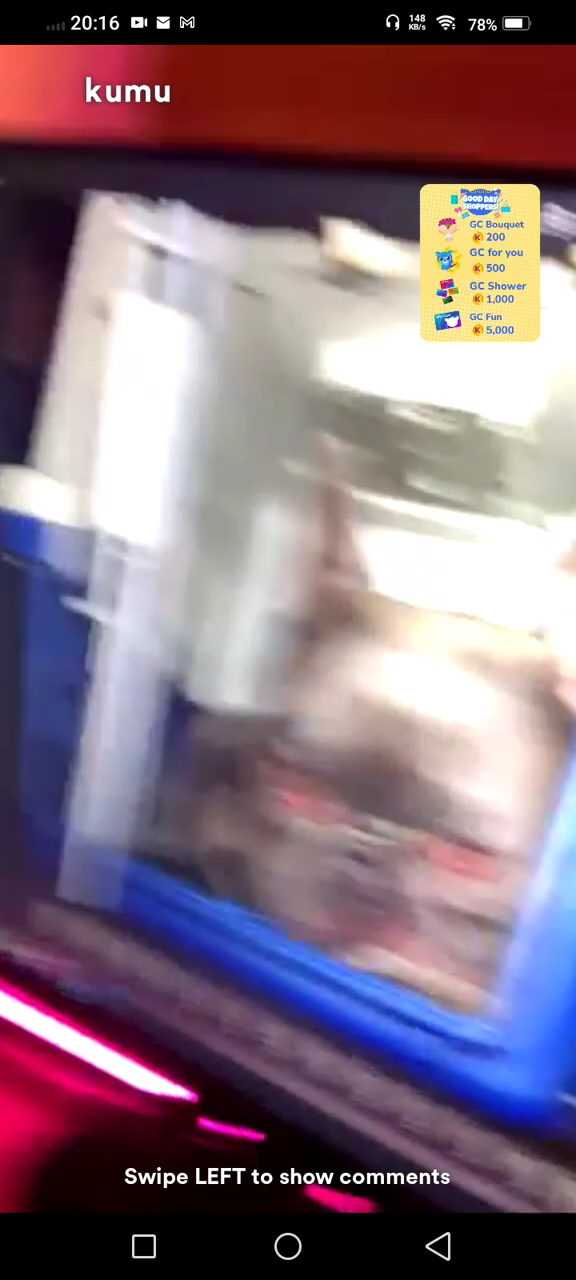 20:16
148
KB/s
78%
kumu
GOOD DAY
SHOPPERS
GC Bouquet
K 200
GC for you
K 500
GC Shower
K 1,000
GC Fun
K 5,000
Swipe LEFT to show comments